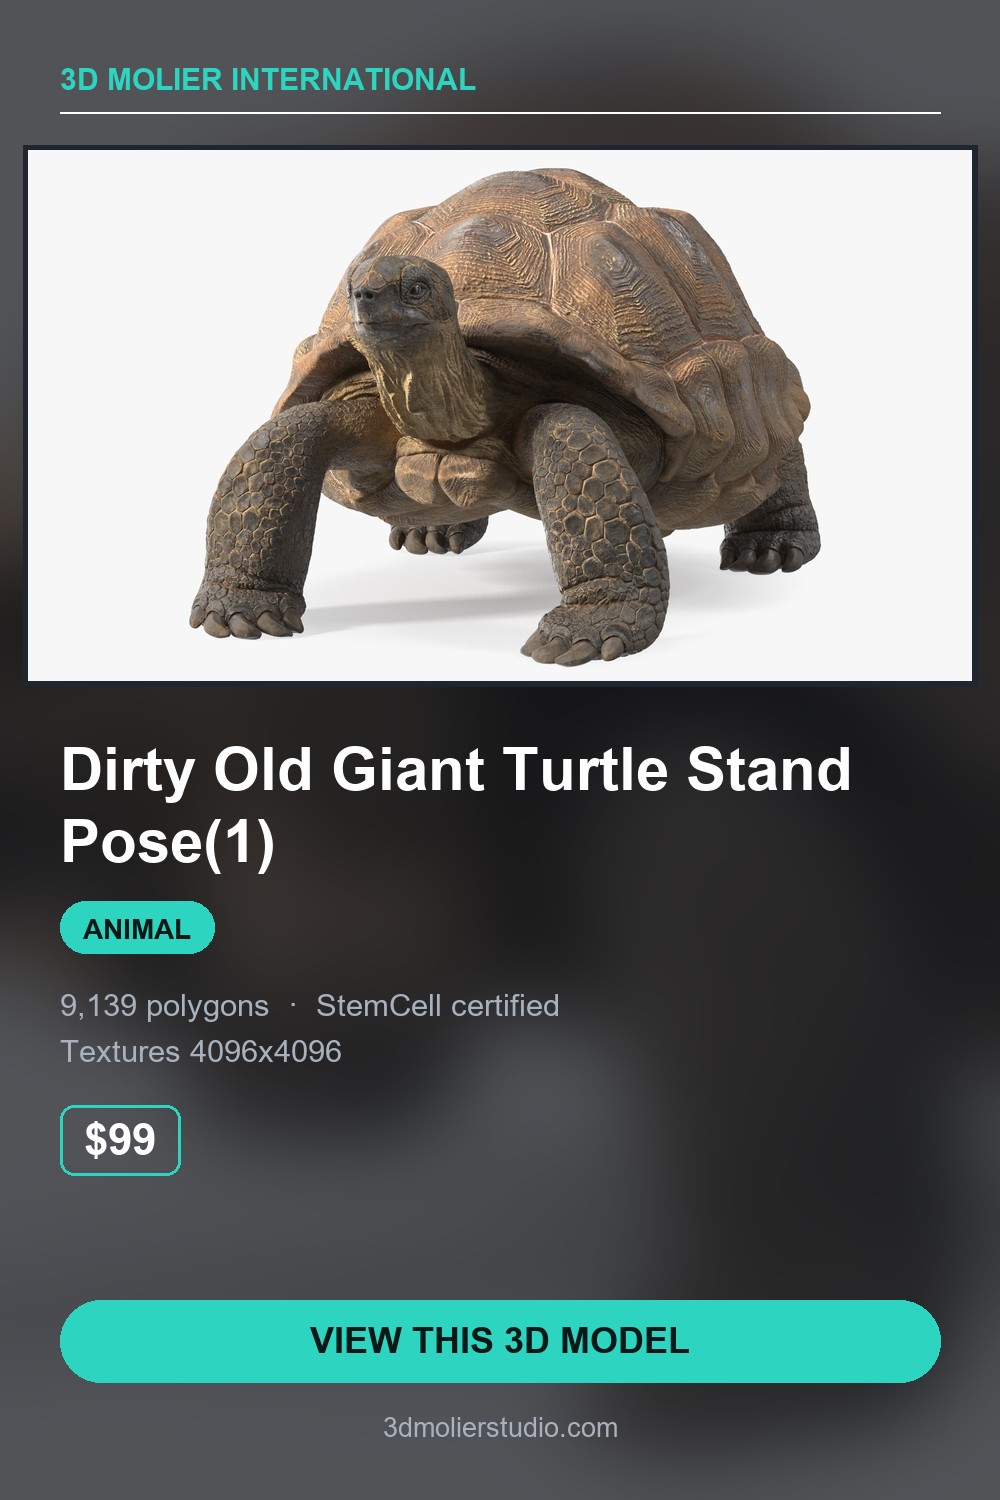 3D MOLIER INTERNATIONAL
Dirty Old Giant Turtle Stand
Pose(1)
ANIMAL
9,139 polygons · StemCell certified
Textures 4096x4096
$99
VIEW THIS 3D MODEL
3dmolierstudio.com